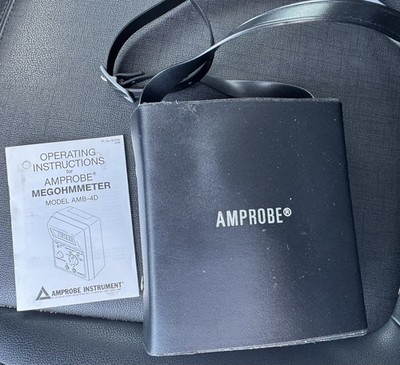 OPERATING
INSTRUCTIONS
for
AMPROBE®
MEGOHMMETER
MODEL AMB-4D
AMPROBE INSTRUMENT
AMPROBE®